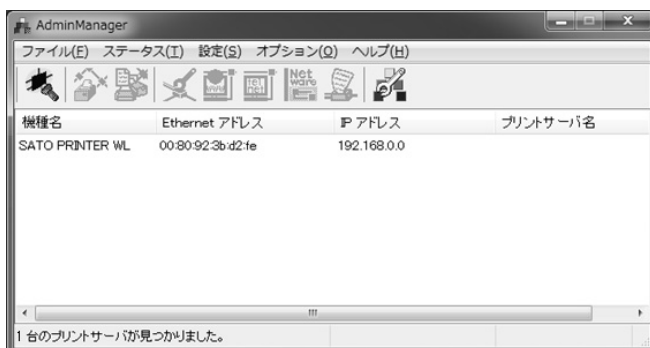 AdminManager
ファイル(F) ステータス(T) 設定(S) オプション(O) ヘルプ(H)
機種名 Ethernet アドレス IP アドレス プリントサーバ名
SATO PRINTER WL 00:80:92:3b:d2:fe 192.168.0.0
1 台のプリントサーバが見つかりました。